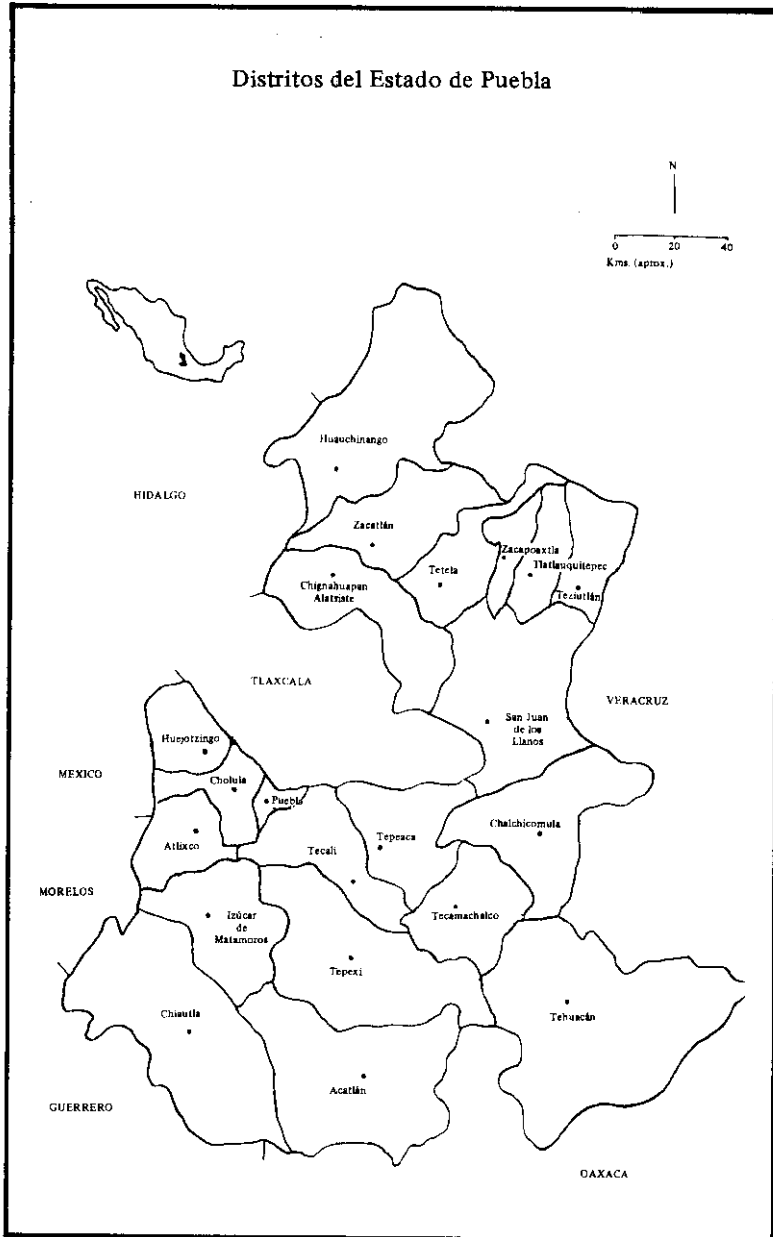 Distritos del Estado de Puebla
N
0 20 40
Kms. (aprox.)
Huauchinango
HIDALGO
Zacatlán
Zacapoaxtla
Tlatlauquitepec
Tetela
Chignahuapan
Alatriste
Teziutlán
TLAXCALA
VERACRUZ
San Juan
de los
Llanos
Huejotzingo
MEXICO
Cholula
Puebla
Chalchicomula
Atlixco
Tecali
Tepeaca
MORELOS
Izúcar
de
Matamoros
Tecamachalco
Tepexi
Chiautla
Tehuacán
Acatlán
GUERRERO
OAXACA